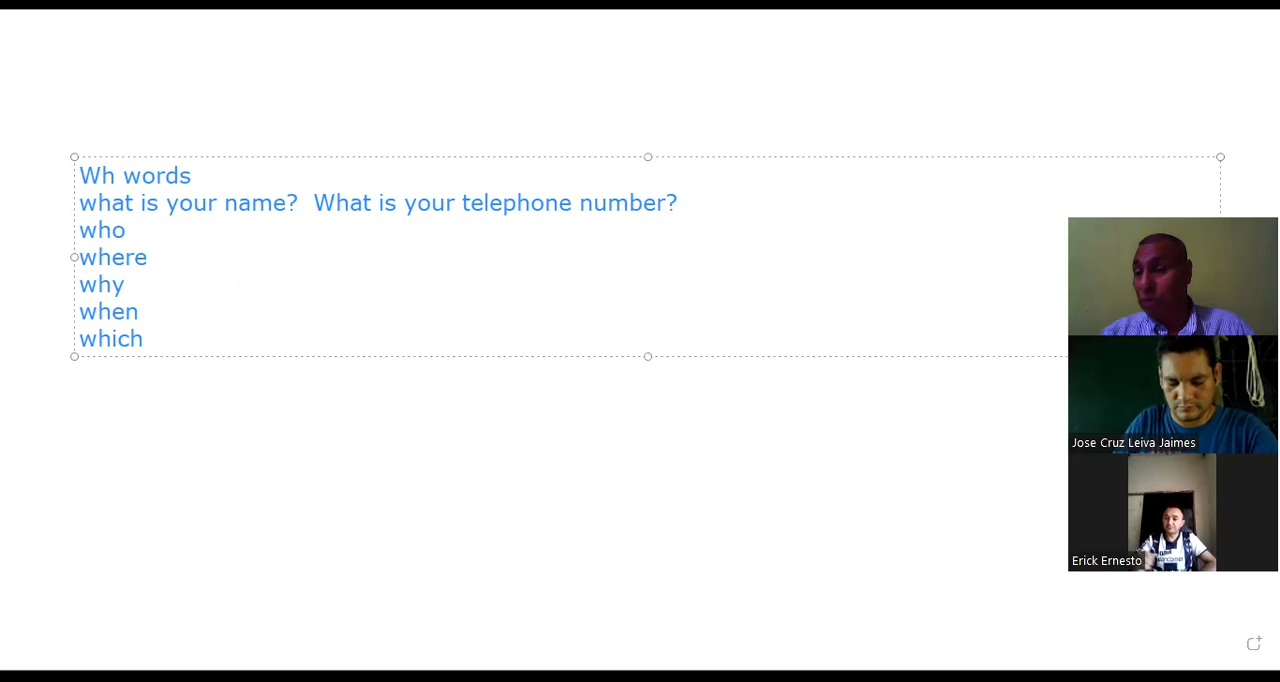 Wh words
what is your name?  What is your telephone number?
who
where
why
when
which
Jose Cruz Leiva Jaimes
Erick Ernesto